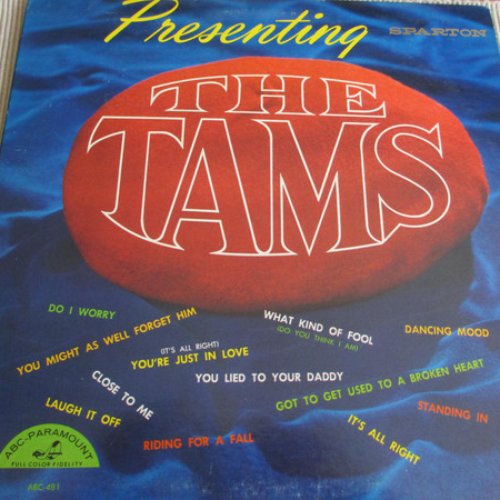 Presenting
SPARTON
THE
TAMS
DO I WORRY
WHAT KIND OF FOOL
(DO YOU THINK I AM)
DANCING MOOD
YOU MIGHT AS WELL FORGET HIM
(IT'S ALL RIGHT)
YOU'RE JUST IN LOVE
YOU LIED TO YOUR DADDY
GOT TO GET USED TO A BROKEN HEART
CLOSE TO ME
STANDING IN
LAUGH IT OFF
IT'S ALL RIGHT
RIDING FOR A FALL
ABC-PARAMOUNT
FULL COLOR FIDELITY
ABC-481